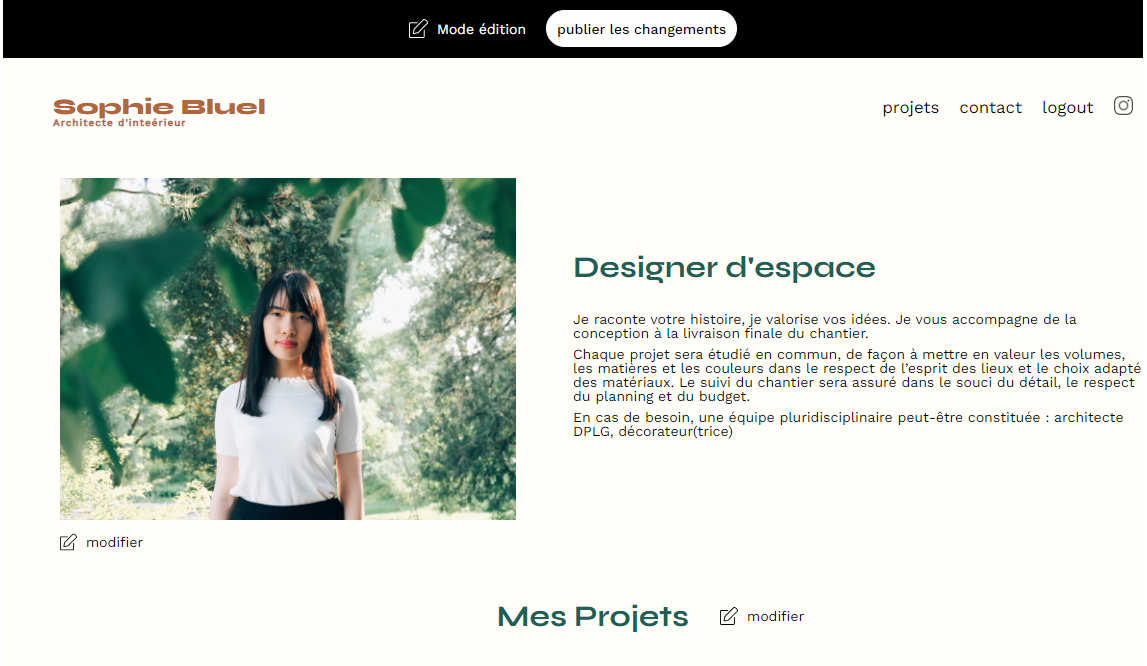 Mode édition publier les changements
Sophie Bluel
Architecte d'inteérieur
projets contact logout
Designer d'espace
Je raconte votre histoire, je valorise vos idées. Je vous accompagne de la
conception à la livraison finale du chantier.
Chaque projet sera étudié en commun, de façon à mettre en valeur les volumes,
les matières et les couleurs dans le respect de l'esprit des lieux et le choix adapté
des matériaux. Le suivi du chantier sera assuré dans le souci du détail, le respect
du planning et du budget.
En cas de besoin, une équipe pluridisciplinaire peut-être constituée : architecte
DPLG, décorateur(trice)
modifier
Mes Projets modifier